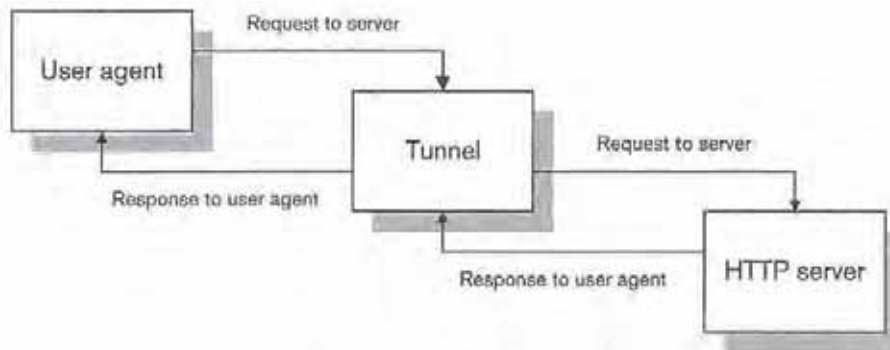 Request to server
User agent
Tunnel
Request to server
Response to user agent
HTTP server
Response to user agent